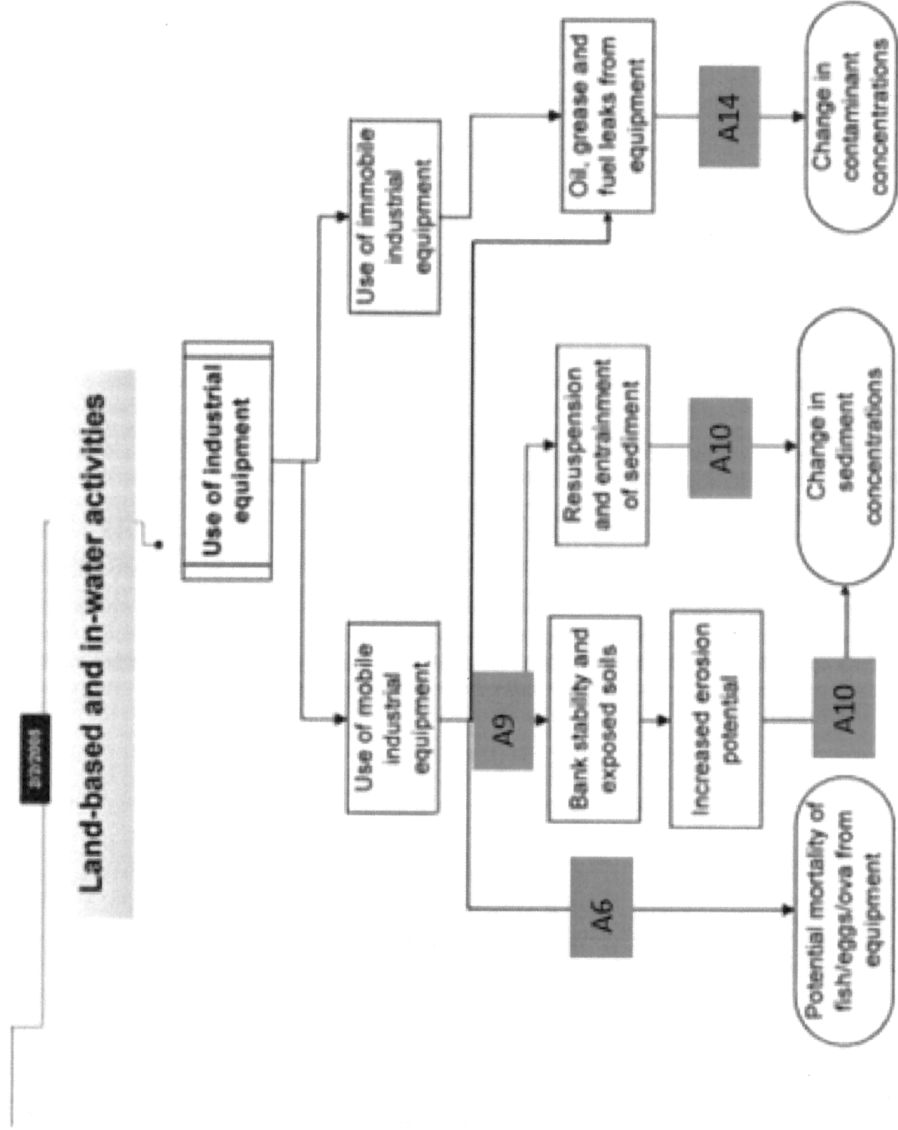 Land-based and in-water activities
Use of industrial
equipment
Use of mobile
industrial
equipment
Use of immobile
industrial
equipment
A9
Bank stability and
exposed soils
Resuspension
and entrainment
of sediment
Oil, grease and
fuel leaks from
equipment
A6
Increased erosion
potential
A10
A14
A10
Potential mortality of
fish/eggs/ova from
equipment
Change in
sediment
concentrations
Change in
contaminant
concentrations